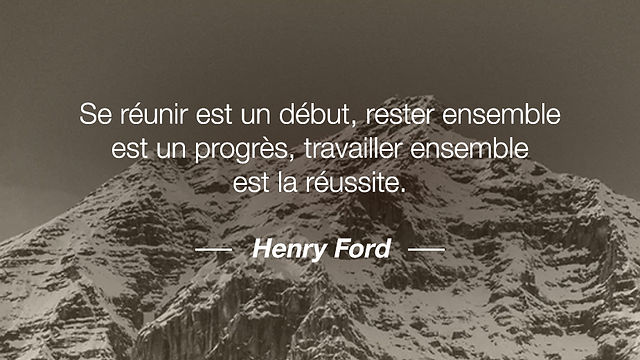 Se réunir est un début, rester ensemble
est un progrès, travailler ensemble
est la réussite.
Henry Ford